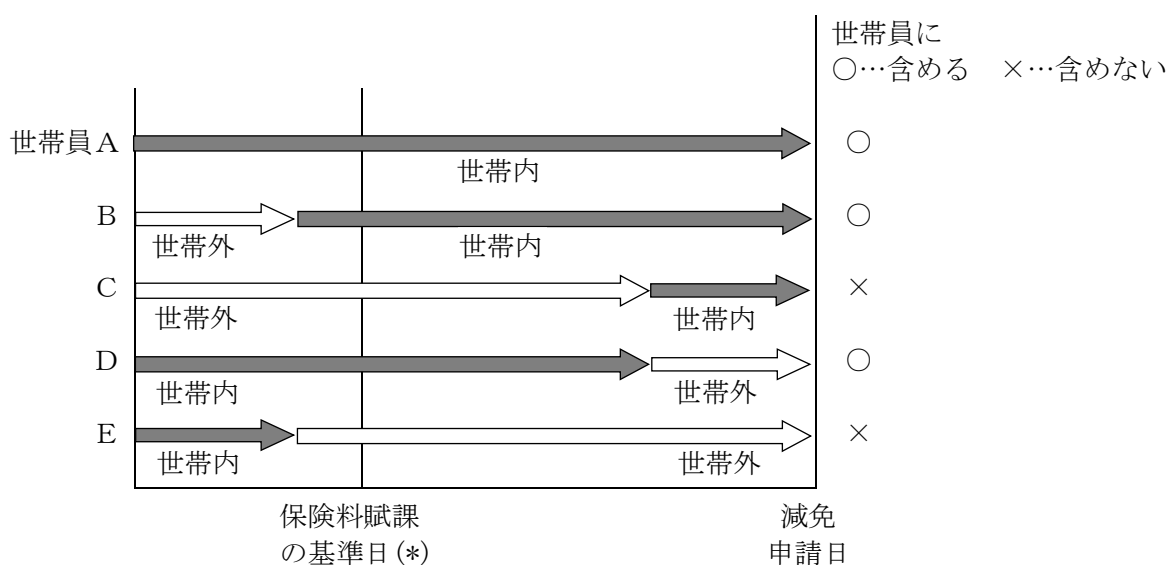 世帯員に
○…含める　×…含めない
世帯員A
世帯内
○
B
世帯外
世帯内
○
C
世帯外
世帯内
×
D
世帯内
世帯外
○
E
世帯内
世帯外
×
保険料賦課
の基準日(*)
減免
申請日